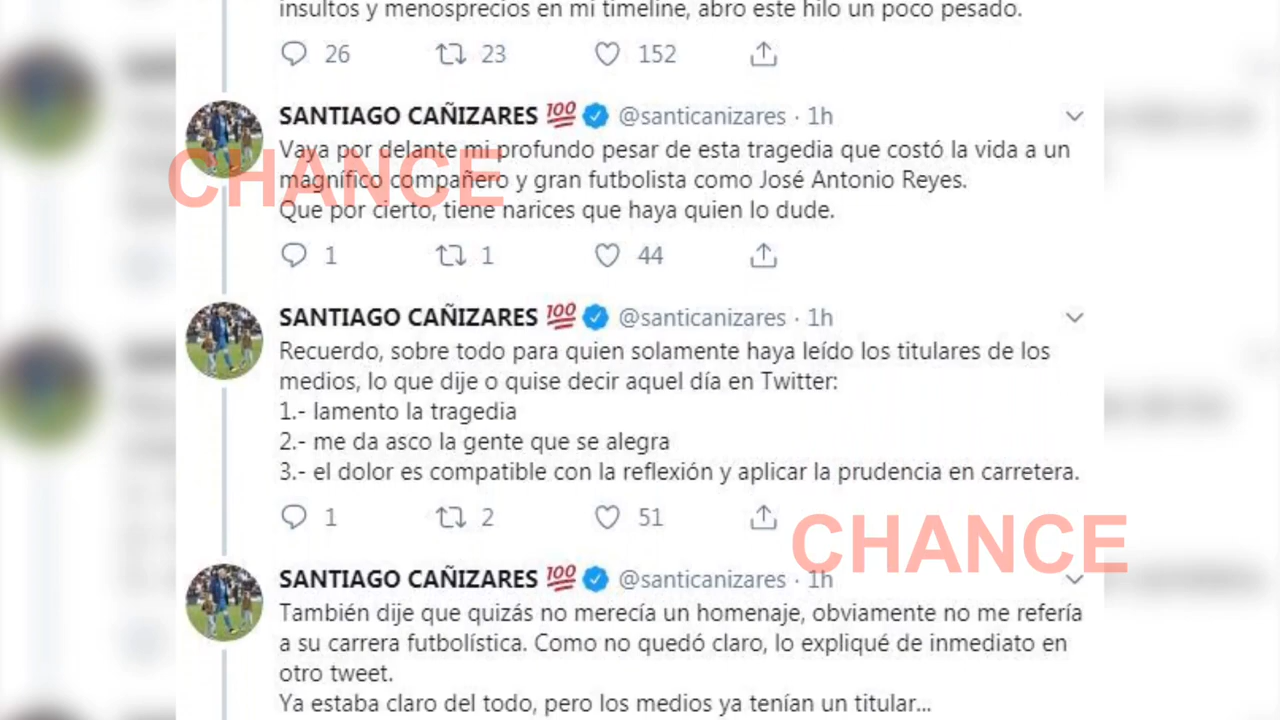 insultos y menosprecios en mi timeline, abro este hilo un poco pesado.
26 23 152
SANTIAGO CAÑIZARES 💯 @santicanizares · 1h
Vaya por delante mi profundo pesar de esta tragedia que costó la vida a un
magnífico compañero y gran futbolista como José Antonio Reyes.
Que por cierto, tiene narices que haya quien lo dude.
CHANCE
1 1 44
SANTIAGO CAÑIZARES 💯 @santicanizares · 1h
Recuerdo, sobre todo para quien solamente haya leído los titulares de los
medios, lo que dije o quise decir aquel día en Twitter:
1.- lamento la tragedia
2.- me da asco la gente que se alegra
3.- el dolor es compatible con la reflexión y aplicar la prudencia en carretera.
1 2 51
CHANCE
SANTIAGO CAÑIZARES 💯 @santicanizares · 1h
También dije que quizás no merecía un homenaje, obviamente no me refería
a su carrera futbolística. Como no quedó claro, lo expliqué de inmediato en
otro tweet.
Ya estaba claro del todo, pero los medios ya tenían un titular...